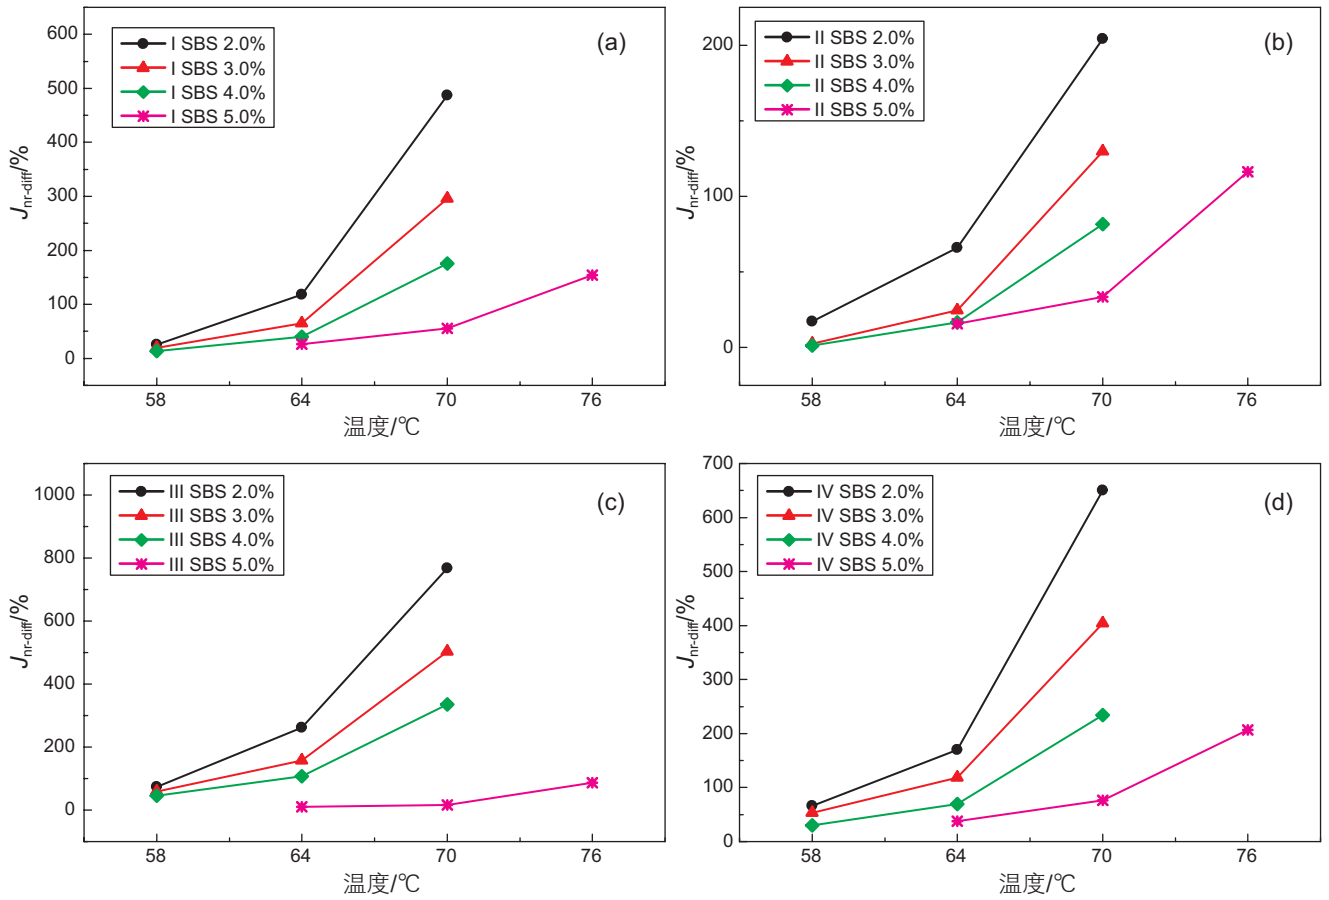 600
500
400
300
200
100
0
J nr-diff/%
I SBS 2.0%
I SBS 3.0%
I SBS 4.0%
I SBS 5.0%
(a)
58 64 70 76
温度/℃
200
100
0
J nr-diff/%
II SBS 2.0%
II SBS 3.0%
II SBS 4.0%
II SBS 5.0%
(b)
58 64 70 76
温度/℃
1000
800
600
400
200
0
J nr-diff/%
III SBS 2.0%
III SBS 3.0%
III SBS 4.0%
III SBS 5.0%
(c)
58 64 70 76
温度/℃
700
600
500
400
300
200
100
0
J nr-diff/%
IV SBS 2.0%
IV SBS 3.0%
IV SBS 4.0%
IV SBS 5.0%
(d)
58 64 70 76
温度/℃